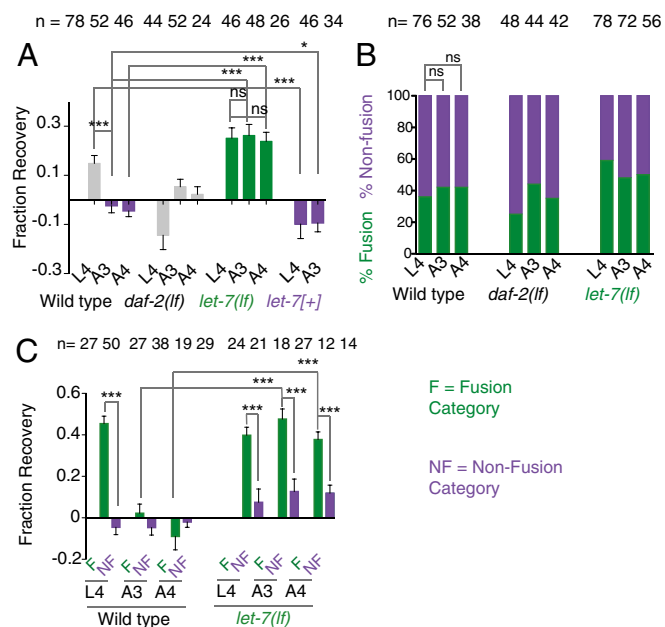 n= 78 52 46 44 52 24 46 48 26 46 34
n= 76 52 38 48 44 42 78 72 56
A
B
*
***
***
***
***
ns
ns
ns
ns
Fraction Recovery
0.3
0.1
-0.1
-0.3
L4 A3 A4 L4 A3 A4 L4 A3 A4 L4 A3
Wild type daf-2(lf) let-7(lf) let-7[+]
% Fusion % Non-fusion
100
80
60
40
20
0
L4 A3 A4 L4 A3 A4 L4 A3 A4
Wild type daf-2(lf) let-7(lf)
C
n= 27 50 27 38 19 29 24 21 18 27 12 14
***
***
***
***
***
***
Fraction Recovery
0.6
0.4
0.2
0
-0.2
F NF F NF F NF F NF F NF F NF
L4 A3 A4 L4 A3 A4
Wild type let-7(lf)
F = Fusion
Category
NF = Non-Fusion
Category